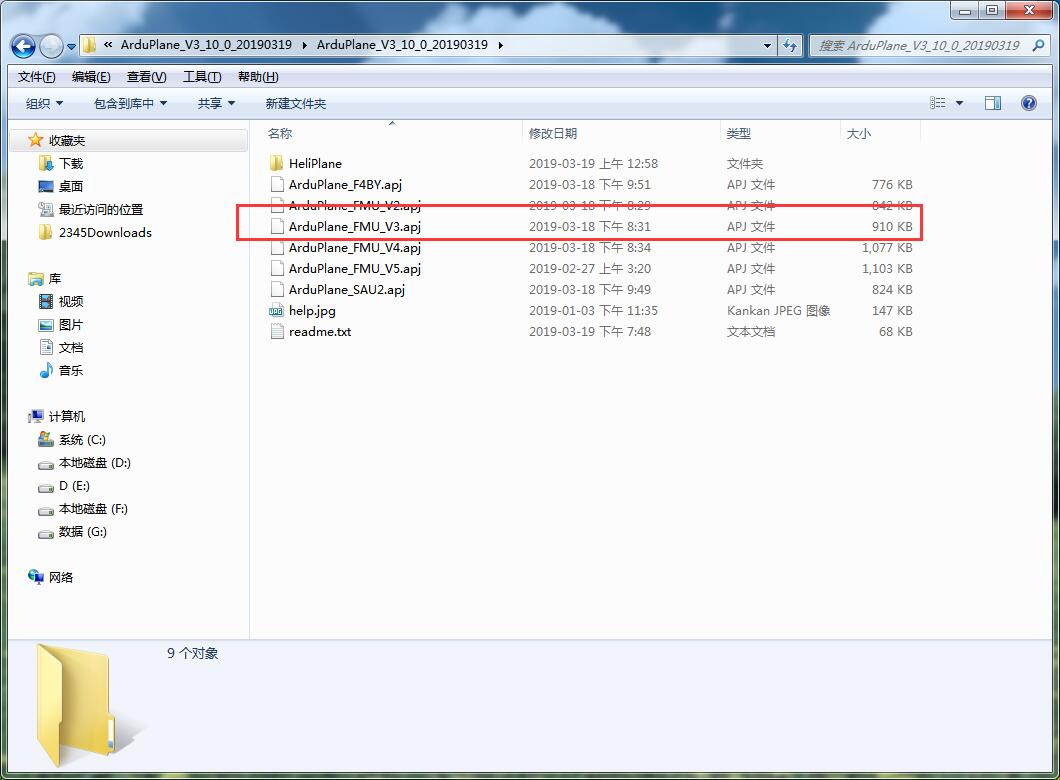 « ArduPlane_V3_10_0_20190319 ▸ ArduPlane_V3_10_0_20190319 ▸
搜索 ArduPlane_V3_10_0_20190319
文件(F) 编辑(E) 查看(V) 工具(T) 帮助(H)
组织 包含到库中 共享 新建文件夹
收藏夹
下载
桌面
最近访问的位置
2345Downloads
库
视频
图片
文档
音乐
计算机
系统 (C:)
本地磁盘 (D:)
D (E:)
本地磁盘 (F:)
数据 (G:)
网络
名称 修改日期 类型 大小
HeliPlane 2019-03-19 上午 12:58 文件夹
ArduPlane_F4BY.apj 2019-03-18 下午 9:51 APJ 文件 776 KB
ArduPlane_FMU_V2.apj 2019-03-18 下午 8:29 APJ 文件 842 KB
ArduPlane_FMU_V3.apj 2019-03-18 下午 8:31 APJ 文件 910 KB
ArduPlane_FMU_V4.apj 2019-03-18 下午 8:34 APJ 文件 1,077 KB
ArduPlane_FMU_V5.apj 2019-02-27 上午 3:20 APJ 文件 1,103 KB
ArduPlane_SAU2.apj 2019-03-18 下午 9:49 APJ 文件 824 KB
help.jpg 2019-01-03 下午 11:35 Kankan JPEG 图像 147 KB
readme.txt 2019-03-19 下午 7:48 文本文档 68 KB
9 个对象